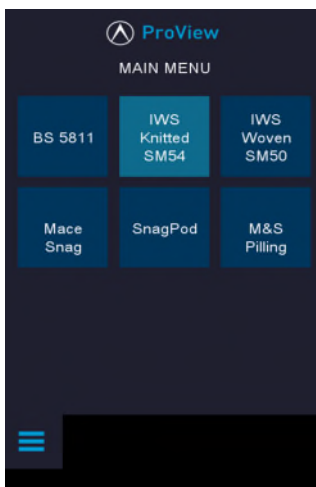 ProView
MAIN MENU
BS 5811
IWS
Knitted
SM54
IWS
Woven
SM50
Mace
Snag
SnagPod
M&S
Pilling